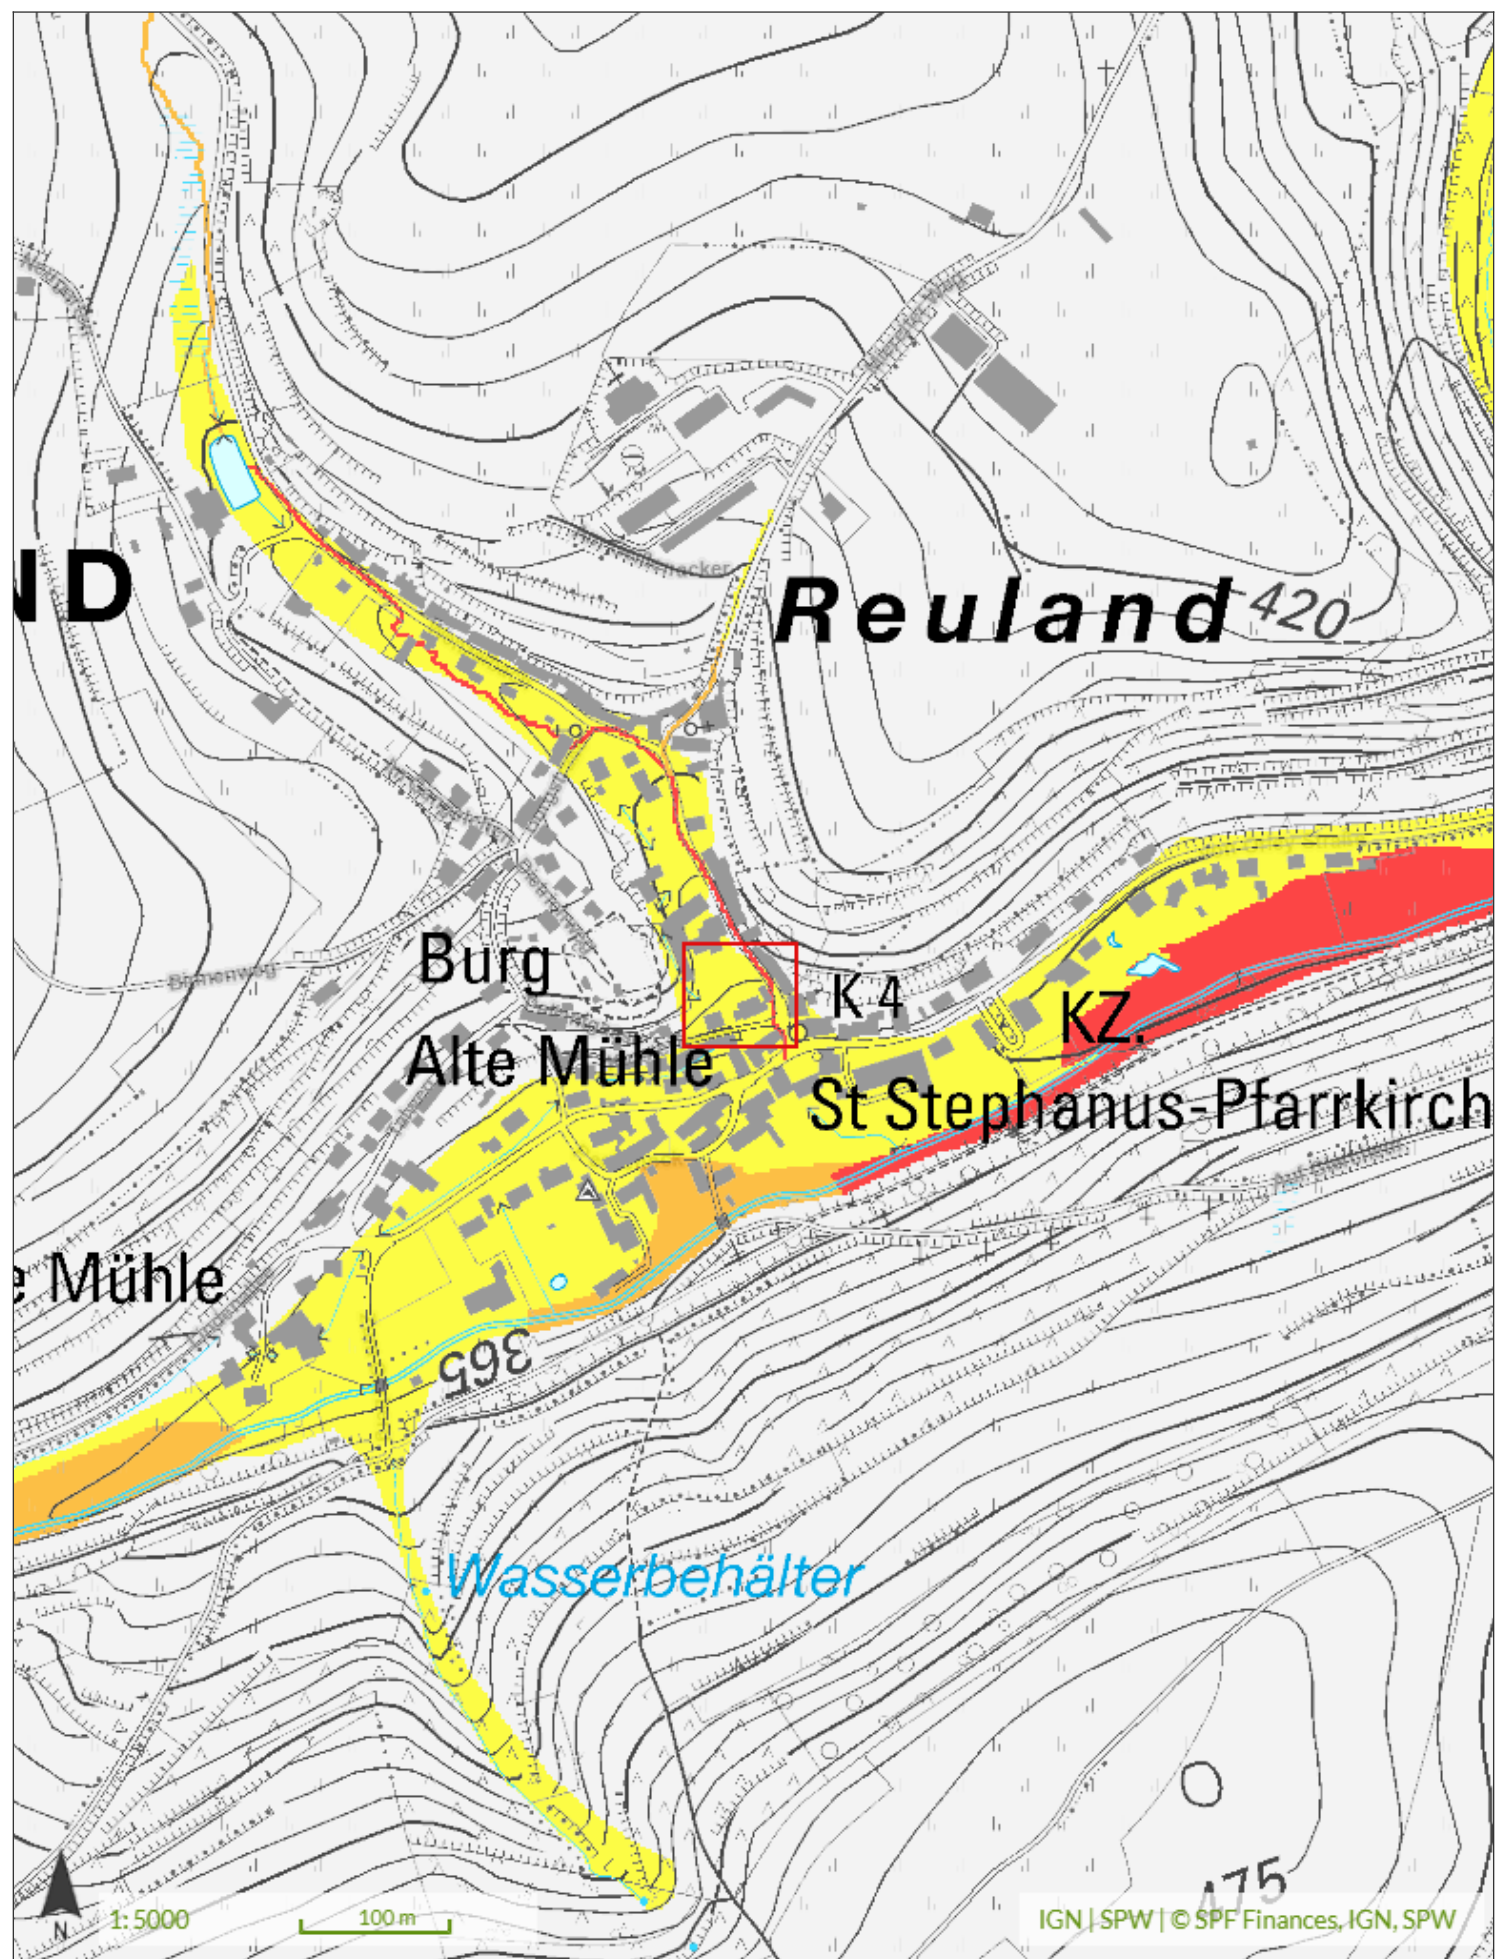 ND
Reuland
420
Burg
K 4
KZ.
Alte Mühle
St Stephanus-Pfarrkirch
e Mühle
365
Binnenweg
Wasserbehälter
475
N
1:5000
100 m
IGN | SPW | © SPF Finances, IGN, SPW